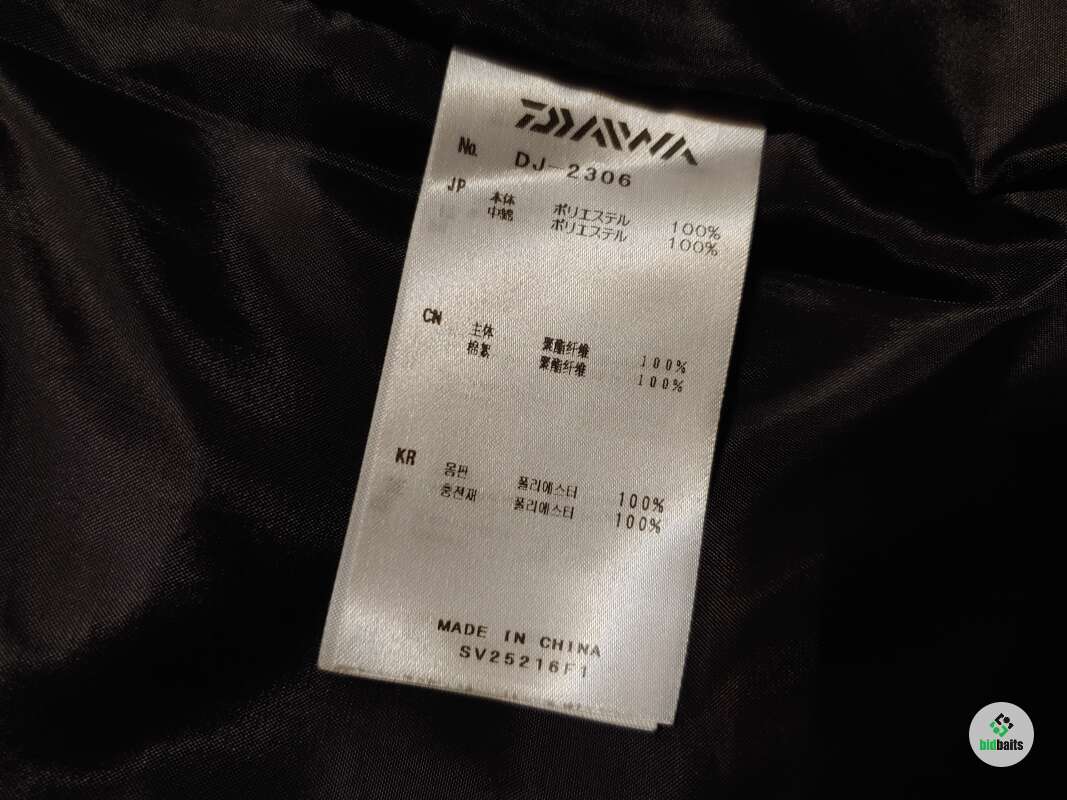 DAIWA
No. DJ-2306
JP 本体 ポリエステル 100%
中綿 ポリエステル 100%
CN 主体 聚酯纤维 100%
棉絮 聚酯纤维 100%
KR 몸판 폴리에스터 100%
충전재 폴리에스터 100%
MADE IN CHINA
SV25216F1
bidbaits